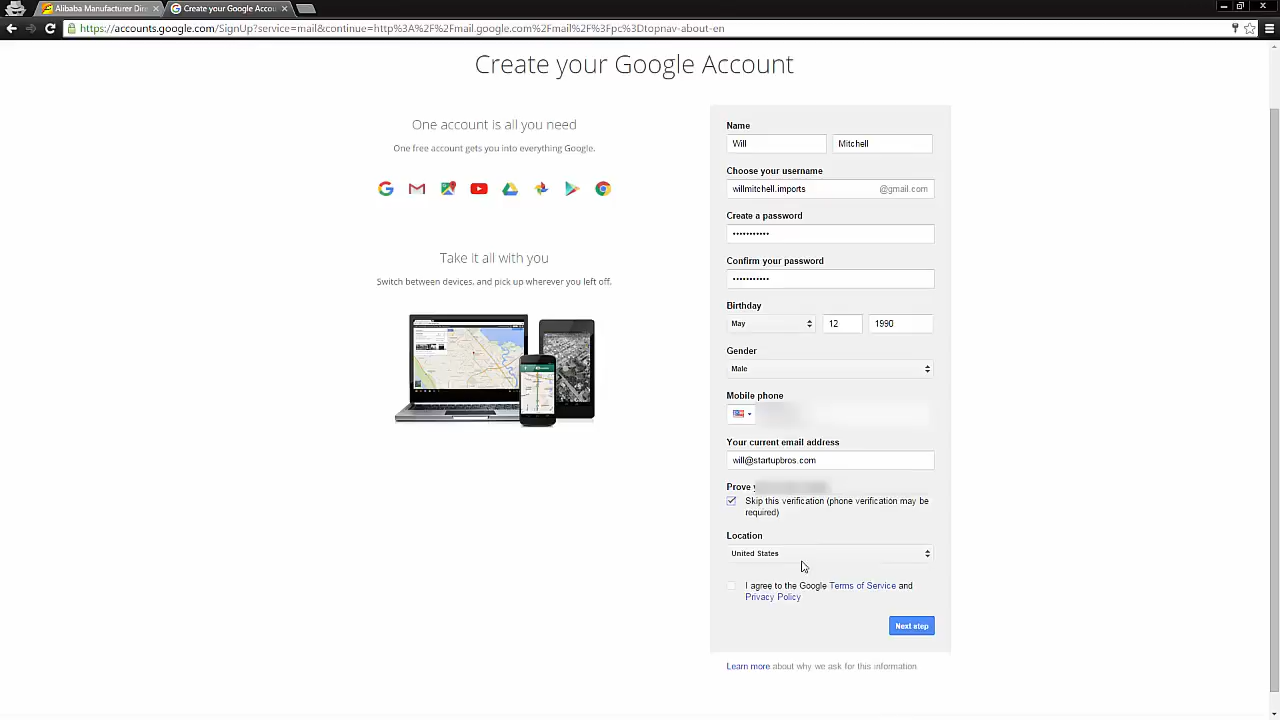 Alibaba Manufacturer Dire
Create your Google Accou
https://accounts.google.com/SignUp?service=mail&continue=http%3A%2F%2Fmail.google.com%2Fmail%2F%3Fpc%3Dtopnav-about-en
Create your Google Account
One account is all you need
One free account gets you into everything Google.
Take it all with you
Switch between devices, and pick up wherever you left off.
Name
Will Mitchell
Choose your username
willmitchell.imports @gmail.com
Create a password
•••••••••••
Confirm your password
•••••••••••
Birthday
May 12 1990
Gender
Male
Mobile phone
Your current email address
will@startupbros.com
Prove
Skip this verification (phone verification may be
required)
Location
United States
I agree to the Google Terms of Service and
Privacy Policy
Next step
Learn more about why we ask for this information